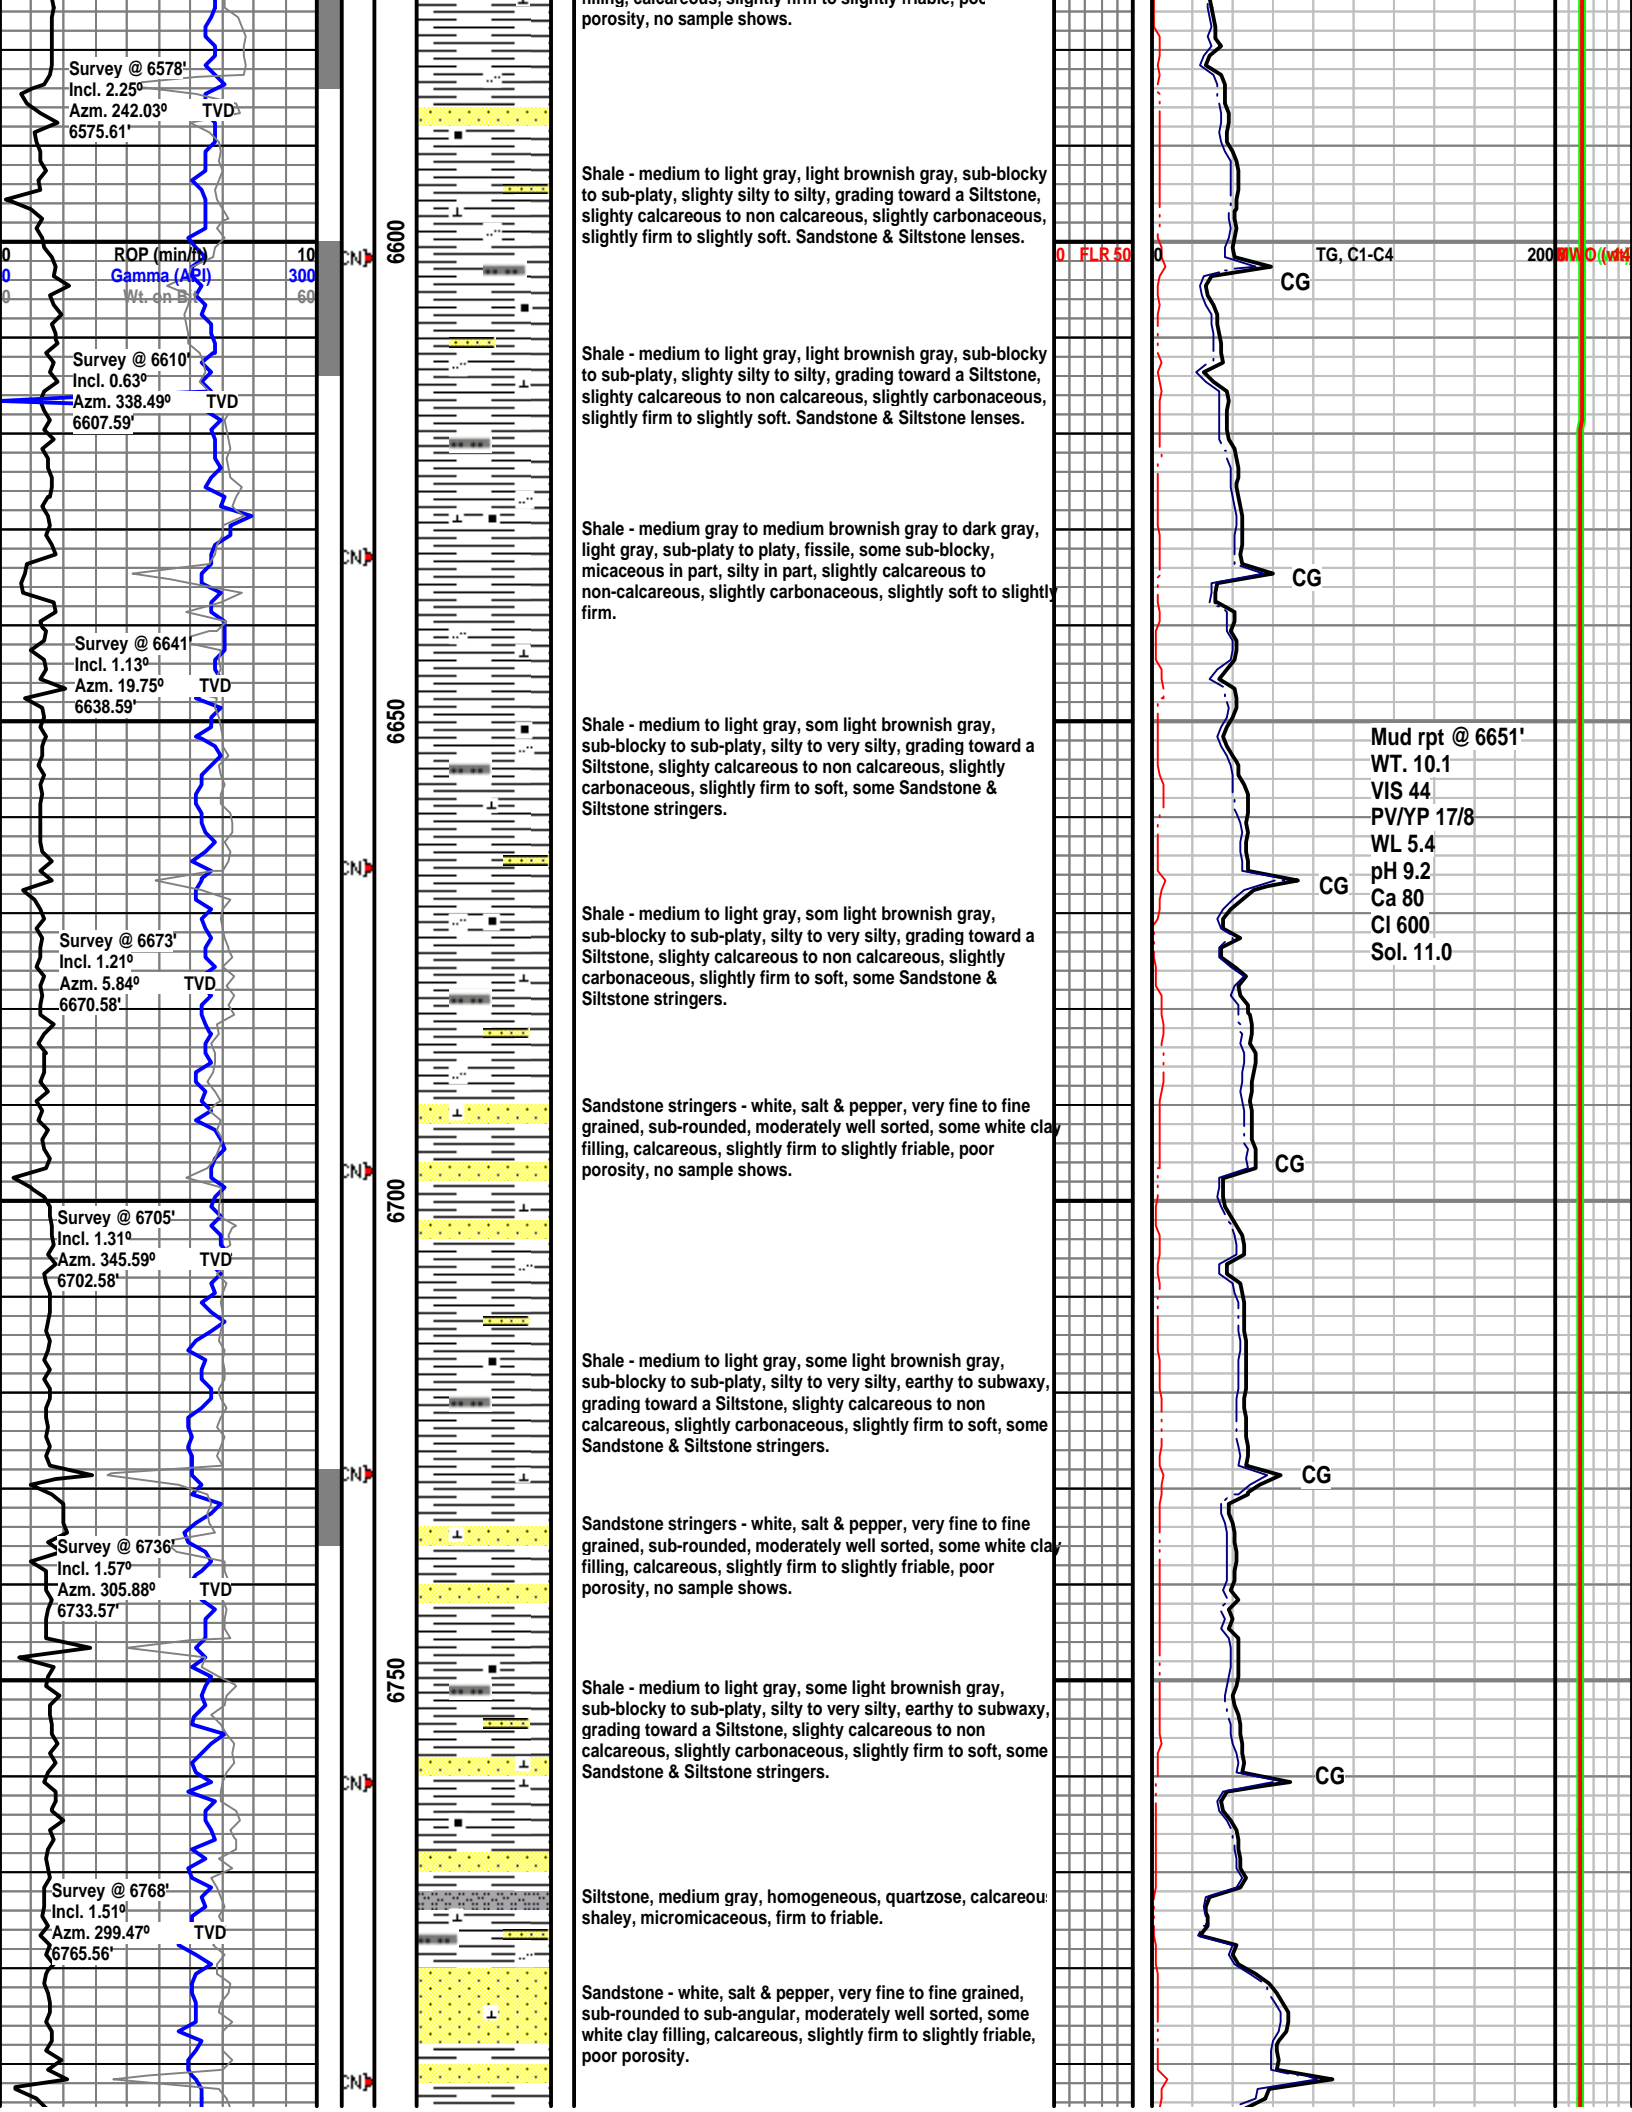 porosity, no sample shows.
Survey @ 6578'
Incl. 2.25º
Azm. 242.03º TVD
6575.61'
Shale - medium to light gray, light brownish gray, sub-blocky
to sub-platy, slighty silty to silty, grading toward a Siltstone,
slighty calcareous to non calcareous, slightly carbonaceous,
slightly firm to slightly soft. Sandstone & Siltstone lenses.
6600
0 ROP (min/ft) 10
0 Gamma (API) 300
0 Wt. on 60
CN]
0 FLR 50
0 TG, C1-C4 200
CG
Survey @ 6610'
Incl. 0.63º
Azm. 338.49º TVD
6607.59'
Shale - medium to light gray, light brownish gray, sub-blocky
to sub-platy, slighty silty to silty, grading toward a Siltstone,
slighty calcareous to non calcareous, slightly carbonaceous,
slightly firm to slightly soft. Sandstone & Siltstone lenses.
Shale - medium gray to medium brownish gray to dark gray,
light gray, sub-platy to platy, fissile, some sub-blocky,
micaceous in part, silty in part, slightly calcareous to
non-calcareous, slightly carbonaceous, slightly soft to slightly
firm.
CN]
CG
Survey @ 6641'
Incl. 1.13º
Azm. 19.75º TVD
6638.59'
6650
Shale - medium to light gray, som light brownish gray,
sub-blocky to sub-platy, silty to very silty, grading toward a
Siltstone, slighty calcareous to non calcareous, slightly
carbonaceous, slightly firm to soft, some Sandstone &
Siltstone stringers.
Mud rpt @ 6651'
WT. 10.1
VIS 44
PV/YP 17/8
WL 5.4
pH 9.2
Ca 80
Cl 600
Sol. 11.0
CN]
CG
Survey @ 6673'
Incl. 1.21º
Azm. 5.84º TVD
6670.58'
Shale - medium to light gray, som light brownish gray,
sub-blocky to sub-platy, silty to very silty, grading toward a
Siltstone, slighty calcareous to non calcareous, slightly
carbonaceous, slightly firm to soft, some Sandstone &
Siltstone stringers.
Sandstone stringers - white, salt & pepper, very fine to fine
grained, sub-rounded, moderately well sorted, some white clay
filling, calcareous, slightly firm to slightly friable, poor
porosity, no sample shows.
CN]
CG
6700
Survey @ 6705'
Incl. 1.31º
Azm. 345.59º TVD
6702.58'
Shale - medium to light gray, some light brownish gray,
sub-blocky to sub-platy, silty to very silty, earthy to subwaxy,
grading toward a Siltstone, slighty calcareous to non
calcareous, slightly carbonaceous, slightly firm to soft, some
Sandstone & Siltstone stringers.
CN]
CG
Survey @ 6736'
Incl. 1.57º
Azm. 305.88º TVD
6733.57'
Sandstone stringers - white, salt & pepper, very fine to fine
grained, sub-rounded, moderately well sorted, some white clay
filling, calcareous, slightly firm to slightly friable, poor
porosity, no sample shows.
6750
Shale - medium to light gray, some light brownish gray,
sub-blocky to sub-platy, silty to very silty, earthy to subwaxy,
grading toward a Siltstone, slighty calcareous to non
calcareous, slightly carbonaceous, slightly firm to soft, some
Sandstone & Siltstone stringers.
CN]
CG
Survey @ 6768'
Incl. 1.51º
Azm. 299.47º TVD
6765.56'
Siltstone, medium gray, homogeneous, quartzose, calcareou
shaley, micromicaceous, firm to friable.
Sandstone - white, salt & pepper, very fine to fine grained,
sub-rounded to sub-angular, moderately well sorted, some
white clay filling, calcareous, slightly firm to slightly friable,
poor porosity.
CN]